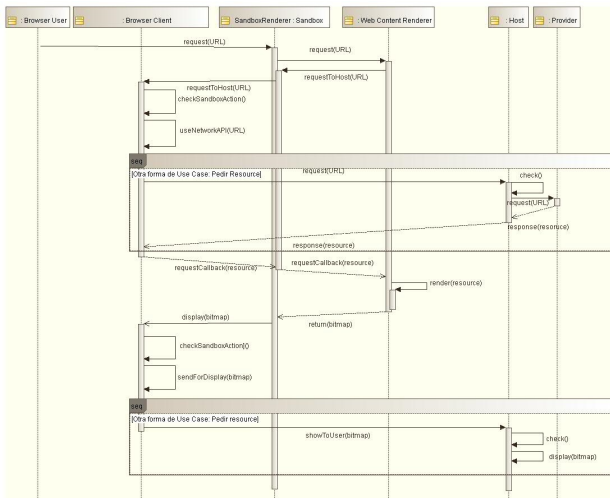 : Browser User
: Browser Client
SandboxRenderer : Sandbox
: Web Content Renderer
: Host
: Provider
request(URL)
request(URL)
requestToHost(URL)
requestToHost(URL)
checkSandboxAction()
useNetworkAPI(URL)
seq
[Otra forma de Use Case: Pedir Resource]
request(URL)
check()
request(URL)
response(resoruce)
response(resource)
requestCallback(resource)
requestCallback(resource)
render(resource)
display(bitmap)
return(bitmap)
checkSandboxAction()
sendForDisplay(bitmap)
seq
[Otra forma de Use Case: Pedir resource]
showToUser(bitmap)
check()
display(bitmap)